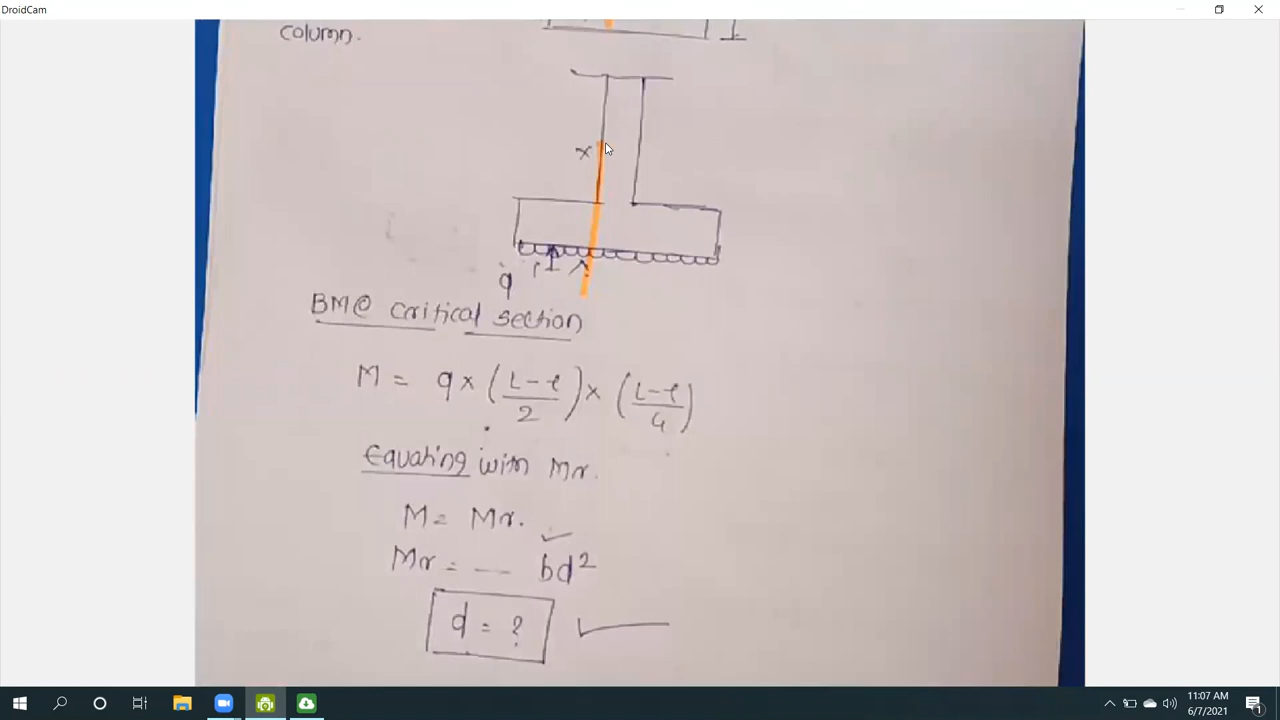 DroidCam
column.
x
q
BM@ critical section
M = q × (L-t/2) × (L-t/4)
Equating with Mr.
M = Mr.
Mr = --- bd²
d = ?
11:07 AM
6/7/2021
1